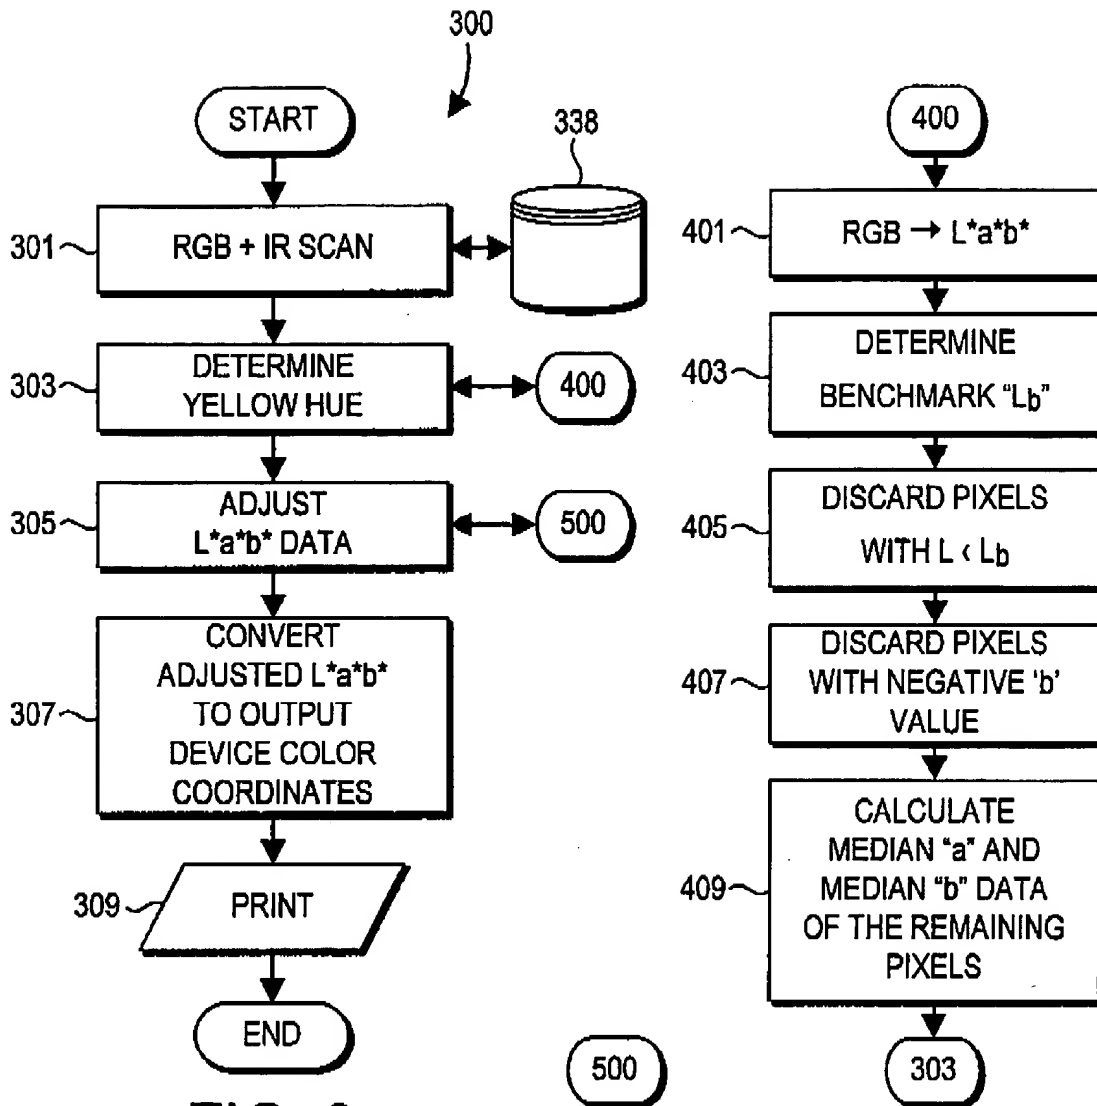 300
START
338
301
RGB + IR SCAN
303
DETERMINE
YELLOW HUE
400
305
ADJUST
L*a*b* DATA
500
307
CONVERT
ADJUSTED L*a*b*
TO OUTPUT
DEVICE COLOR
COORDINATES
309
PRINT
END
400
401
RGB → L*a*b*
403
DETERMINE
BENCHMARK "Lb"
405
DISCARD PIXELS
WITH L < Lb
407
DISCARD PIXELS
WITH NEGATIVE 'b'
VALUE
409
CALCULATE
MEDIAN "a" AND
MEDIAN "b" DATA
OF THE REMAINING
PIXELS
303
500